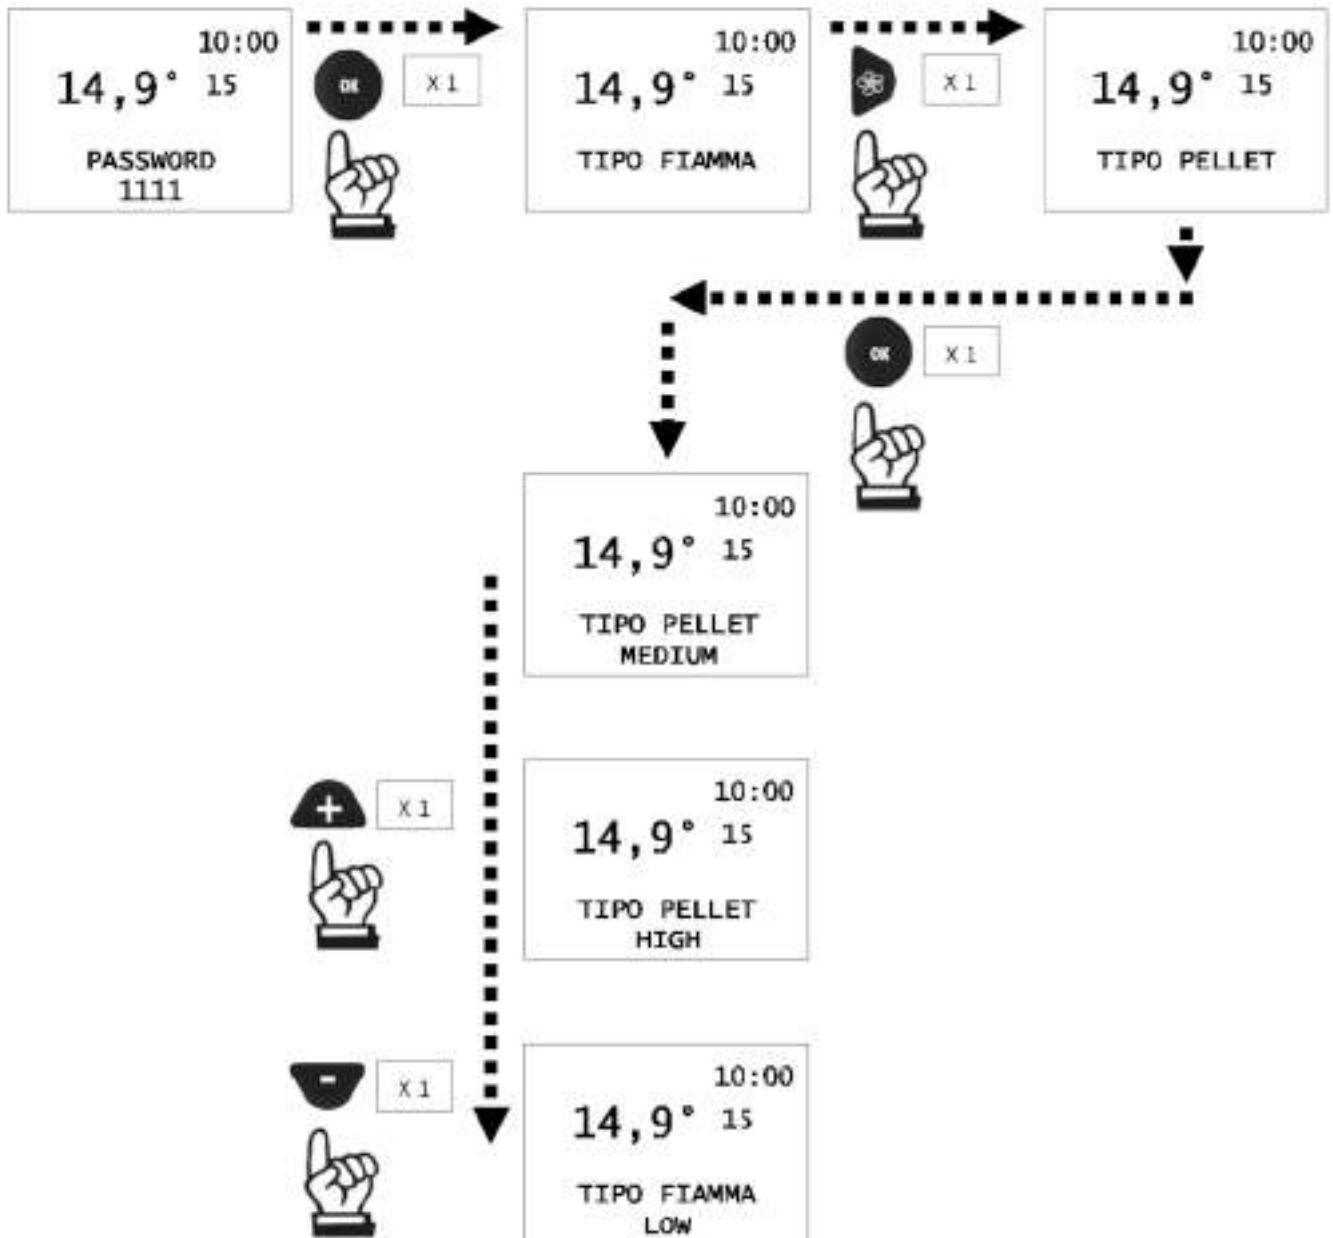 10:00
14,9° 15
PASSWORD
1111
OK
X 1
10:00
14,9° 15
TIPO FIAMMA
X 1
10:00
14,9° 15
TIPO PELLET
OK
X 1
10:00
14,9° 15
TIPO PELLET
MEDIUM
+
X 1
10:00
14,9° 15
TIPO PELLET
HIGH
-
X 1
10:00
14,9° 15
TIPO FIAMMA
LOW